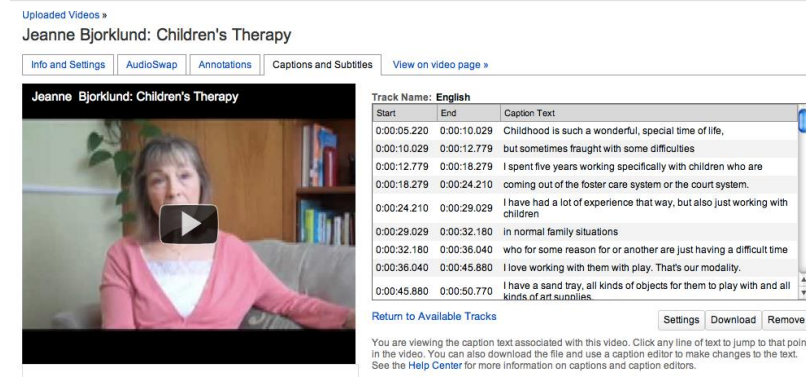 Uploaded Videos »
Jeanne Bjorklund: Children's Therapy
Info and Settings
AudioSwap
Annotations
Captions and Subtitles
View on video page »
Jeanne Bjorklund: Children's Therapy
Track Name: English
Start End Caption Text
0:00:05.220 0:00:10.029 Childhood is such a wonderful, special time of life,
0:00:10.029 0:00:12.779 but sometimes fraught with some difficulties
0:00:12.779 0:00:18.279 I spent five years working specifically with children who are
0:00:18.279 0:00:24.210 coming out of the foster care system or the court system.
0:00:24.210 0:00:29.029 I have had a lot of experience that way, but also just working with
children
0:00:29.029 0:00:32.180 in normal family situations
0:00:32.180 0:00:36.040 who for some reason for or another are just having a difficult time
0:00:36.040 0:00:45.880 I love working with them with play. That's our modality.
0:00:45.880 0:00:50.770 I have a sand tray, all kinds of objects for them to play with and all
kinds of art supplies.
Return to Available Tracks
Settings Download Remove
You are viewing the caption text associated with this video. Click any line of text to jump to that poin
in the video. You can also download the file and use a caption editor to make changes to the text.
See the Help Center for more information on captions and caption editors.